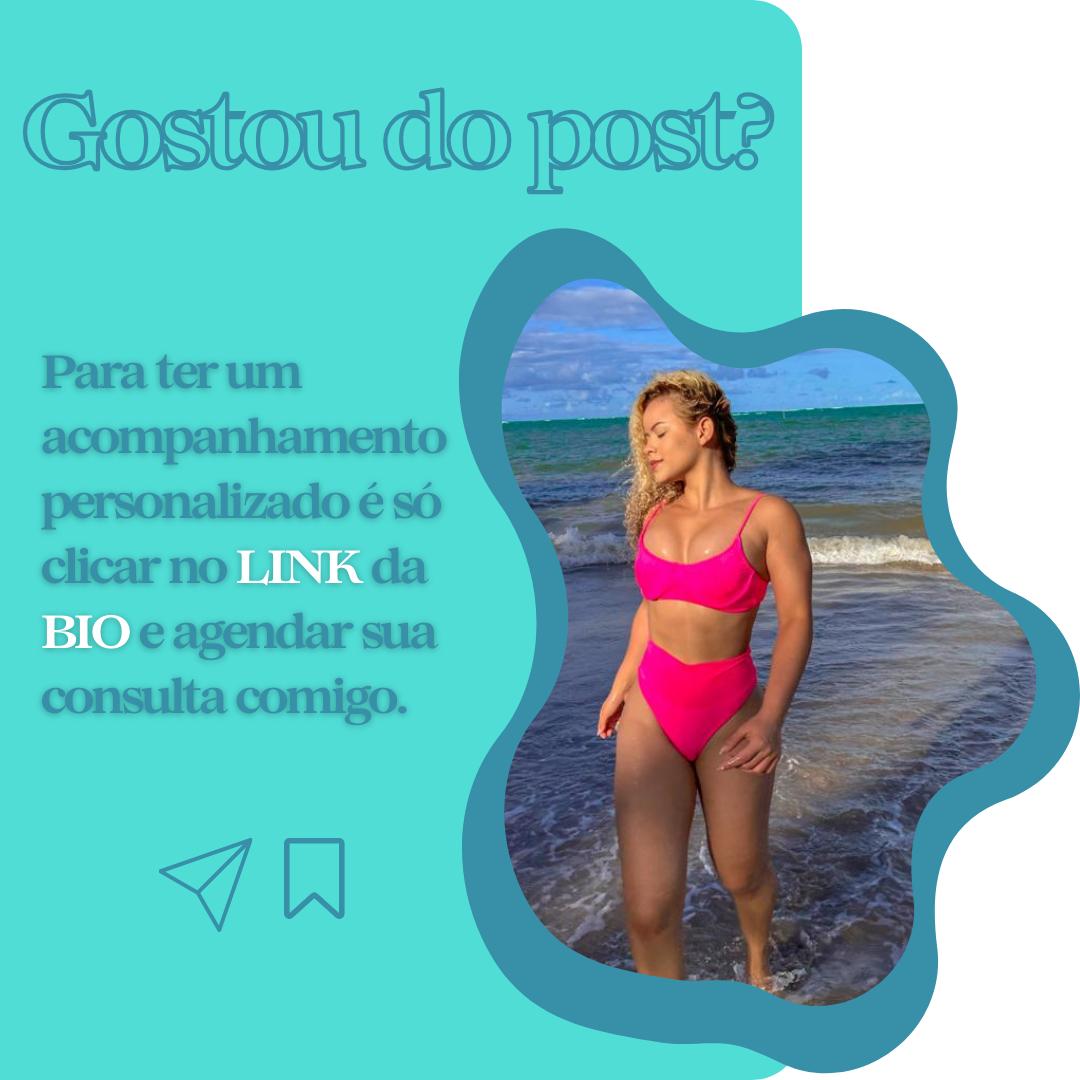 Gostou do post?
Para ter um
acompanhamento
personalizado é só
clicar no LINK da
BIO e agendar sua
consulta comigo.